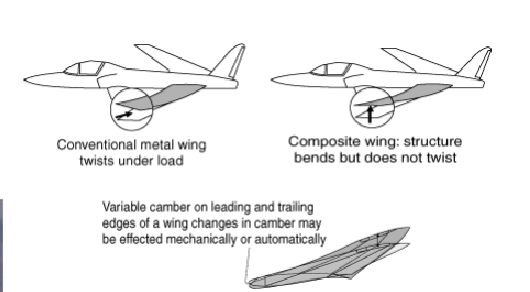 Conventional metal wing
twists under load
Composite wing: structure
bends but does not twist
Variable camber on leading and trailing
edges of a wing changes in camber may
be effected mechanically or automatically